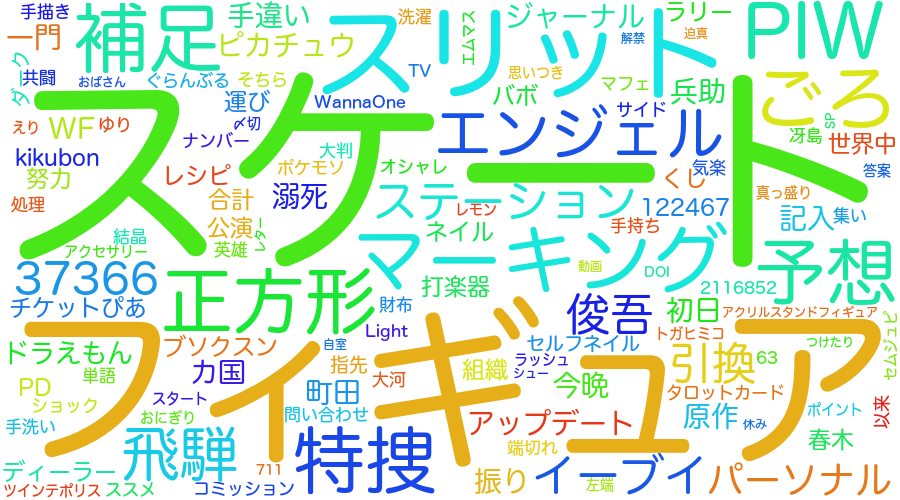 手描き
一門
補足
手違い
ピカチュウ
洗濯
スリット
エムマス
ジャーナル
ラリー
解禁
迫真
PIW
ダーク
共闘
おばさん
ぐらんぶる
そちら
TV
思いつき
バボ
マフェ
兵助
ごろ
えり
WF
ゆり
〆切
運び
ナンバー
WannaOne
スケート
エンジェル
サイド
SP
冴島
世界中
kikubon
努力
処理
レシピ
合計
溺死
大判
ポケモソ
オシャレ
気楽
くし
答案
真っ盛り
ステーション
レモン
122467
手持ち
記入
集い
結晶
アクセサリー
公演
英雄
レター
ネイル
マーキング
動画
DOI
予想
37366
チケットぴあ
正方形
財布
打楽器
俊吾
初日
2116852
アクリルスタンドフィギュア
ドラえもん
単語
ブソクスン
自室
Light
指先
セルフネイル
トガヒミコ
63
つけたり
セムジュピ
フィギュア
PD
ショック
スタート
カ国
町田
大河
組織
ラッシュ
シュー
今晩
引換
タロットカード
手洗い
おにぎり
問い合わせ
アップデート
原作
休み
ポイント
以来
飛騨
特捜
端切れ
春木
ディーラー
ツインテポリス
ススメ
711
コミッション
振り
イーブイ
左端
パーソナル